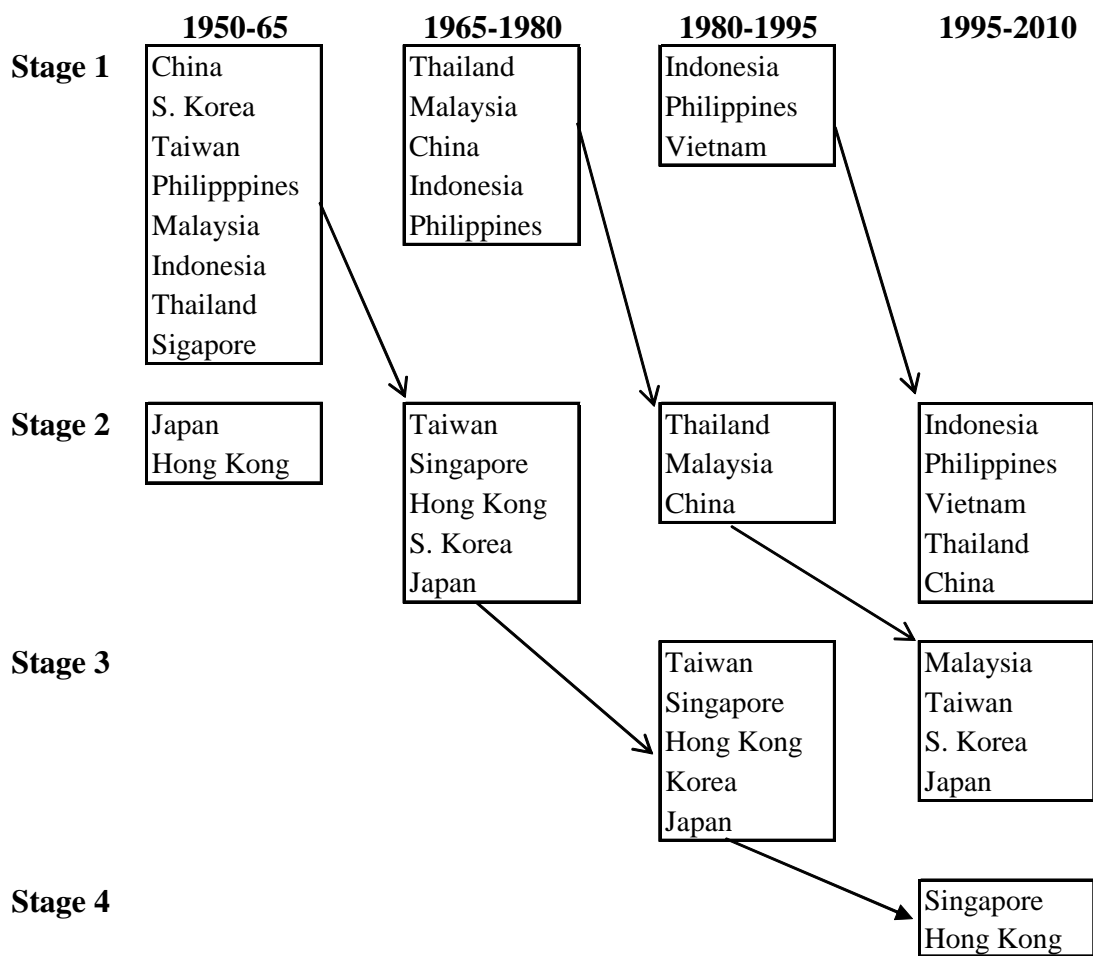 1950-65 1965-1980 1980-1995 1995-2010
Stage 1
China
S. Korea
Taiwan
Philipppines
Malaysia
Indonesia
Thailand
Sigapore
Thailand
Malaysia
China
Indonesia
Philippines
Indonesia
Philippines
Vietnam
Stage 2
Japan
Hong Kong
Taiwan
Singapore
Hong Kong
S. Korea
Japan
Thailand
Malaysia
China
Indonesia
Philippines
Vietnam
Thailand
China
Stage 3
Taiwan
Singapore
Hong Kong
Korea
Japan
Malaysia
Taiwan
S. Korea
Japan
Stage 4
Singapore
Hong Kong